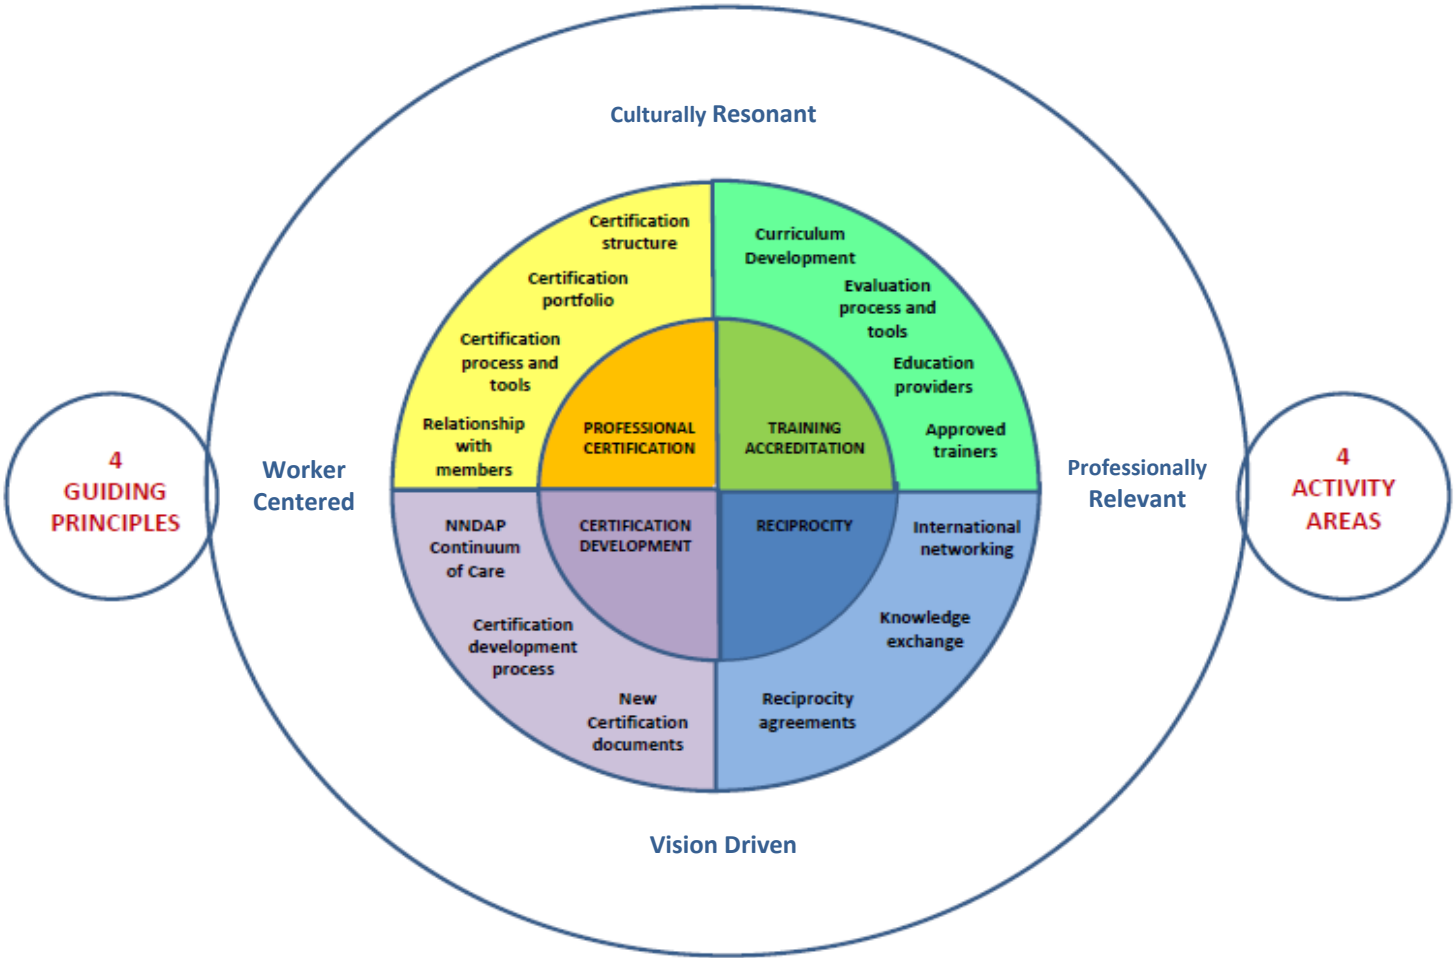 Culturally Resonant
Certification
structure
Certification
portfolio
Certification
process and
tools
Relationship
with
members
Curriculum
Development
Evaluation
process and
tools
Education
providers
Approved
trainers
PROFESSIONAL
CERTIFICATION
TRAINING
ACCREDITATION
4
GUIDING
PRINCIPLES
Worker
Centered
Professionally
Relevant
4
ACTIVITY
AREAS
CERTIFICATION
DEVELOPMENT
RECIPROCITY
NNDAP
Continuum
of Care
Certification
development
process
New
Certification
documents
International
networking
Knowledge
exchange
Reciprocity
agreements
Vision Driven